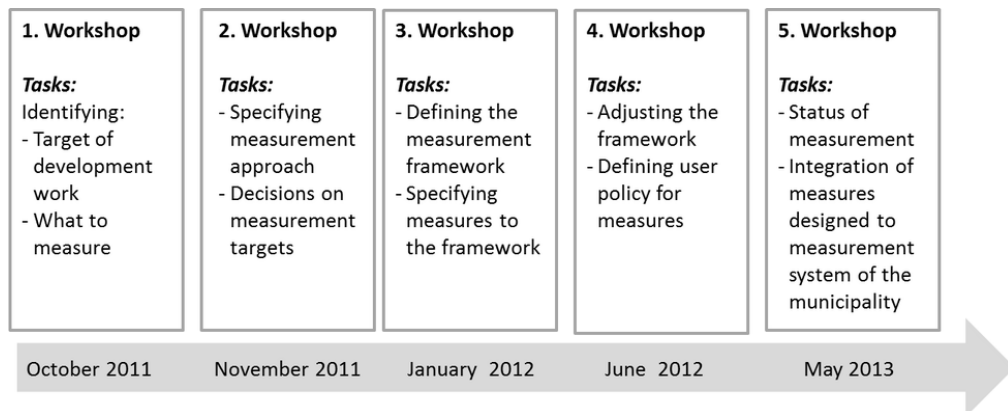 1. Workshop
Tasks:
Identifying:
- Target of
development
work
- What to
measure
2. Workshop
Tasks:
- Specifying
measurement
approach
- Decisions on
measurement
targets
3. Workshop
Tasks:
- Defining the
measurement
framework
- Specifying
measures to
the framework
4. Workshop
Tasks:
- Adjusting the
framework
- Defining user
policy for
measures
5. Workshop
Tasks:
- Status of
measurement
- Integration of
measures
designed to
measurement
system of the
municipality
October 2011
November 2011
January 2012
June 2012
May 2013